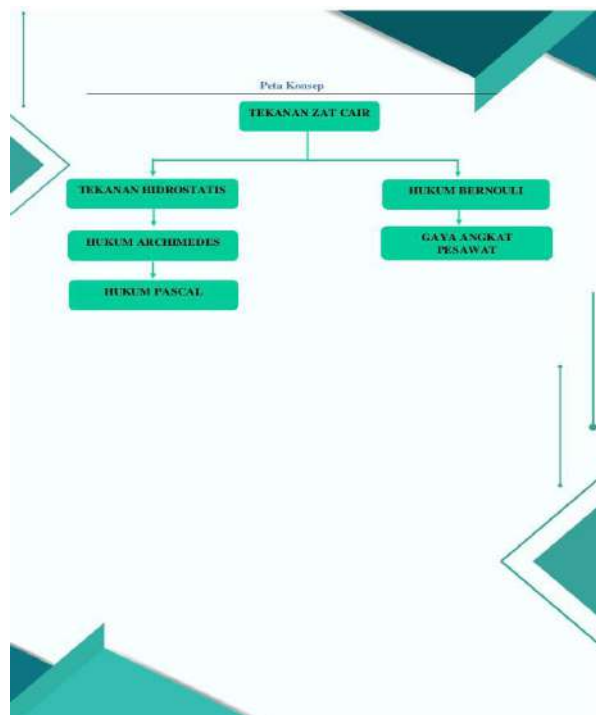 Peta Konsep
TEKANAN ZAT CAIR
TEKANAN HIDROSTATIS
HUKUM BERNOULI
HUKUM ARCHIMEDES
GAYA ANGKAT
PESAWAT
HUKUM PASCAL